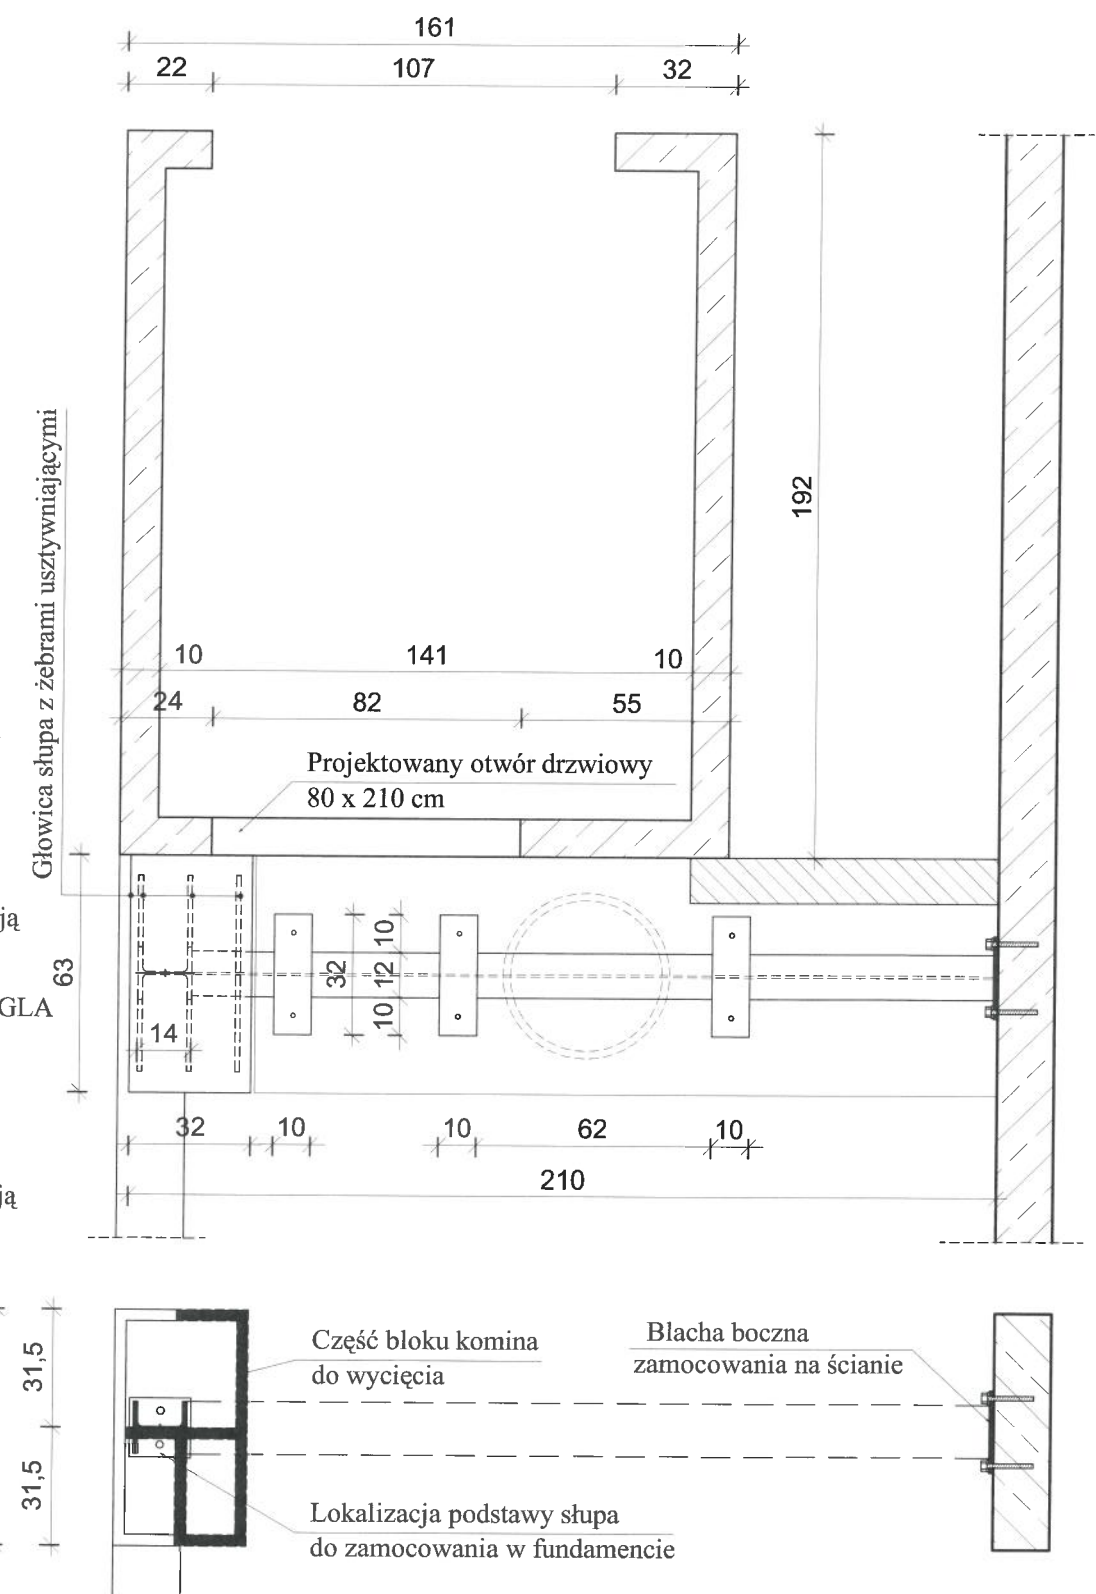 161
22 107 32
192
Głowica słupa z żebrami usztywniającymi
10 141 10
24 82 55
Projektowany otwór drzwiowy
80 x 210 cm
ją
GLA
63
14
32
10
12
10
32 10 10 62 10
210
ją
31,5
31,5
Część bloku komina
do wycięcia
Blacha boczna
zamocowania na ścianie
Lokalizacja podstawy słupa
do zamocowania w fundamencie